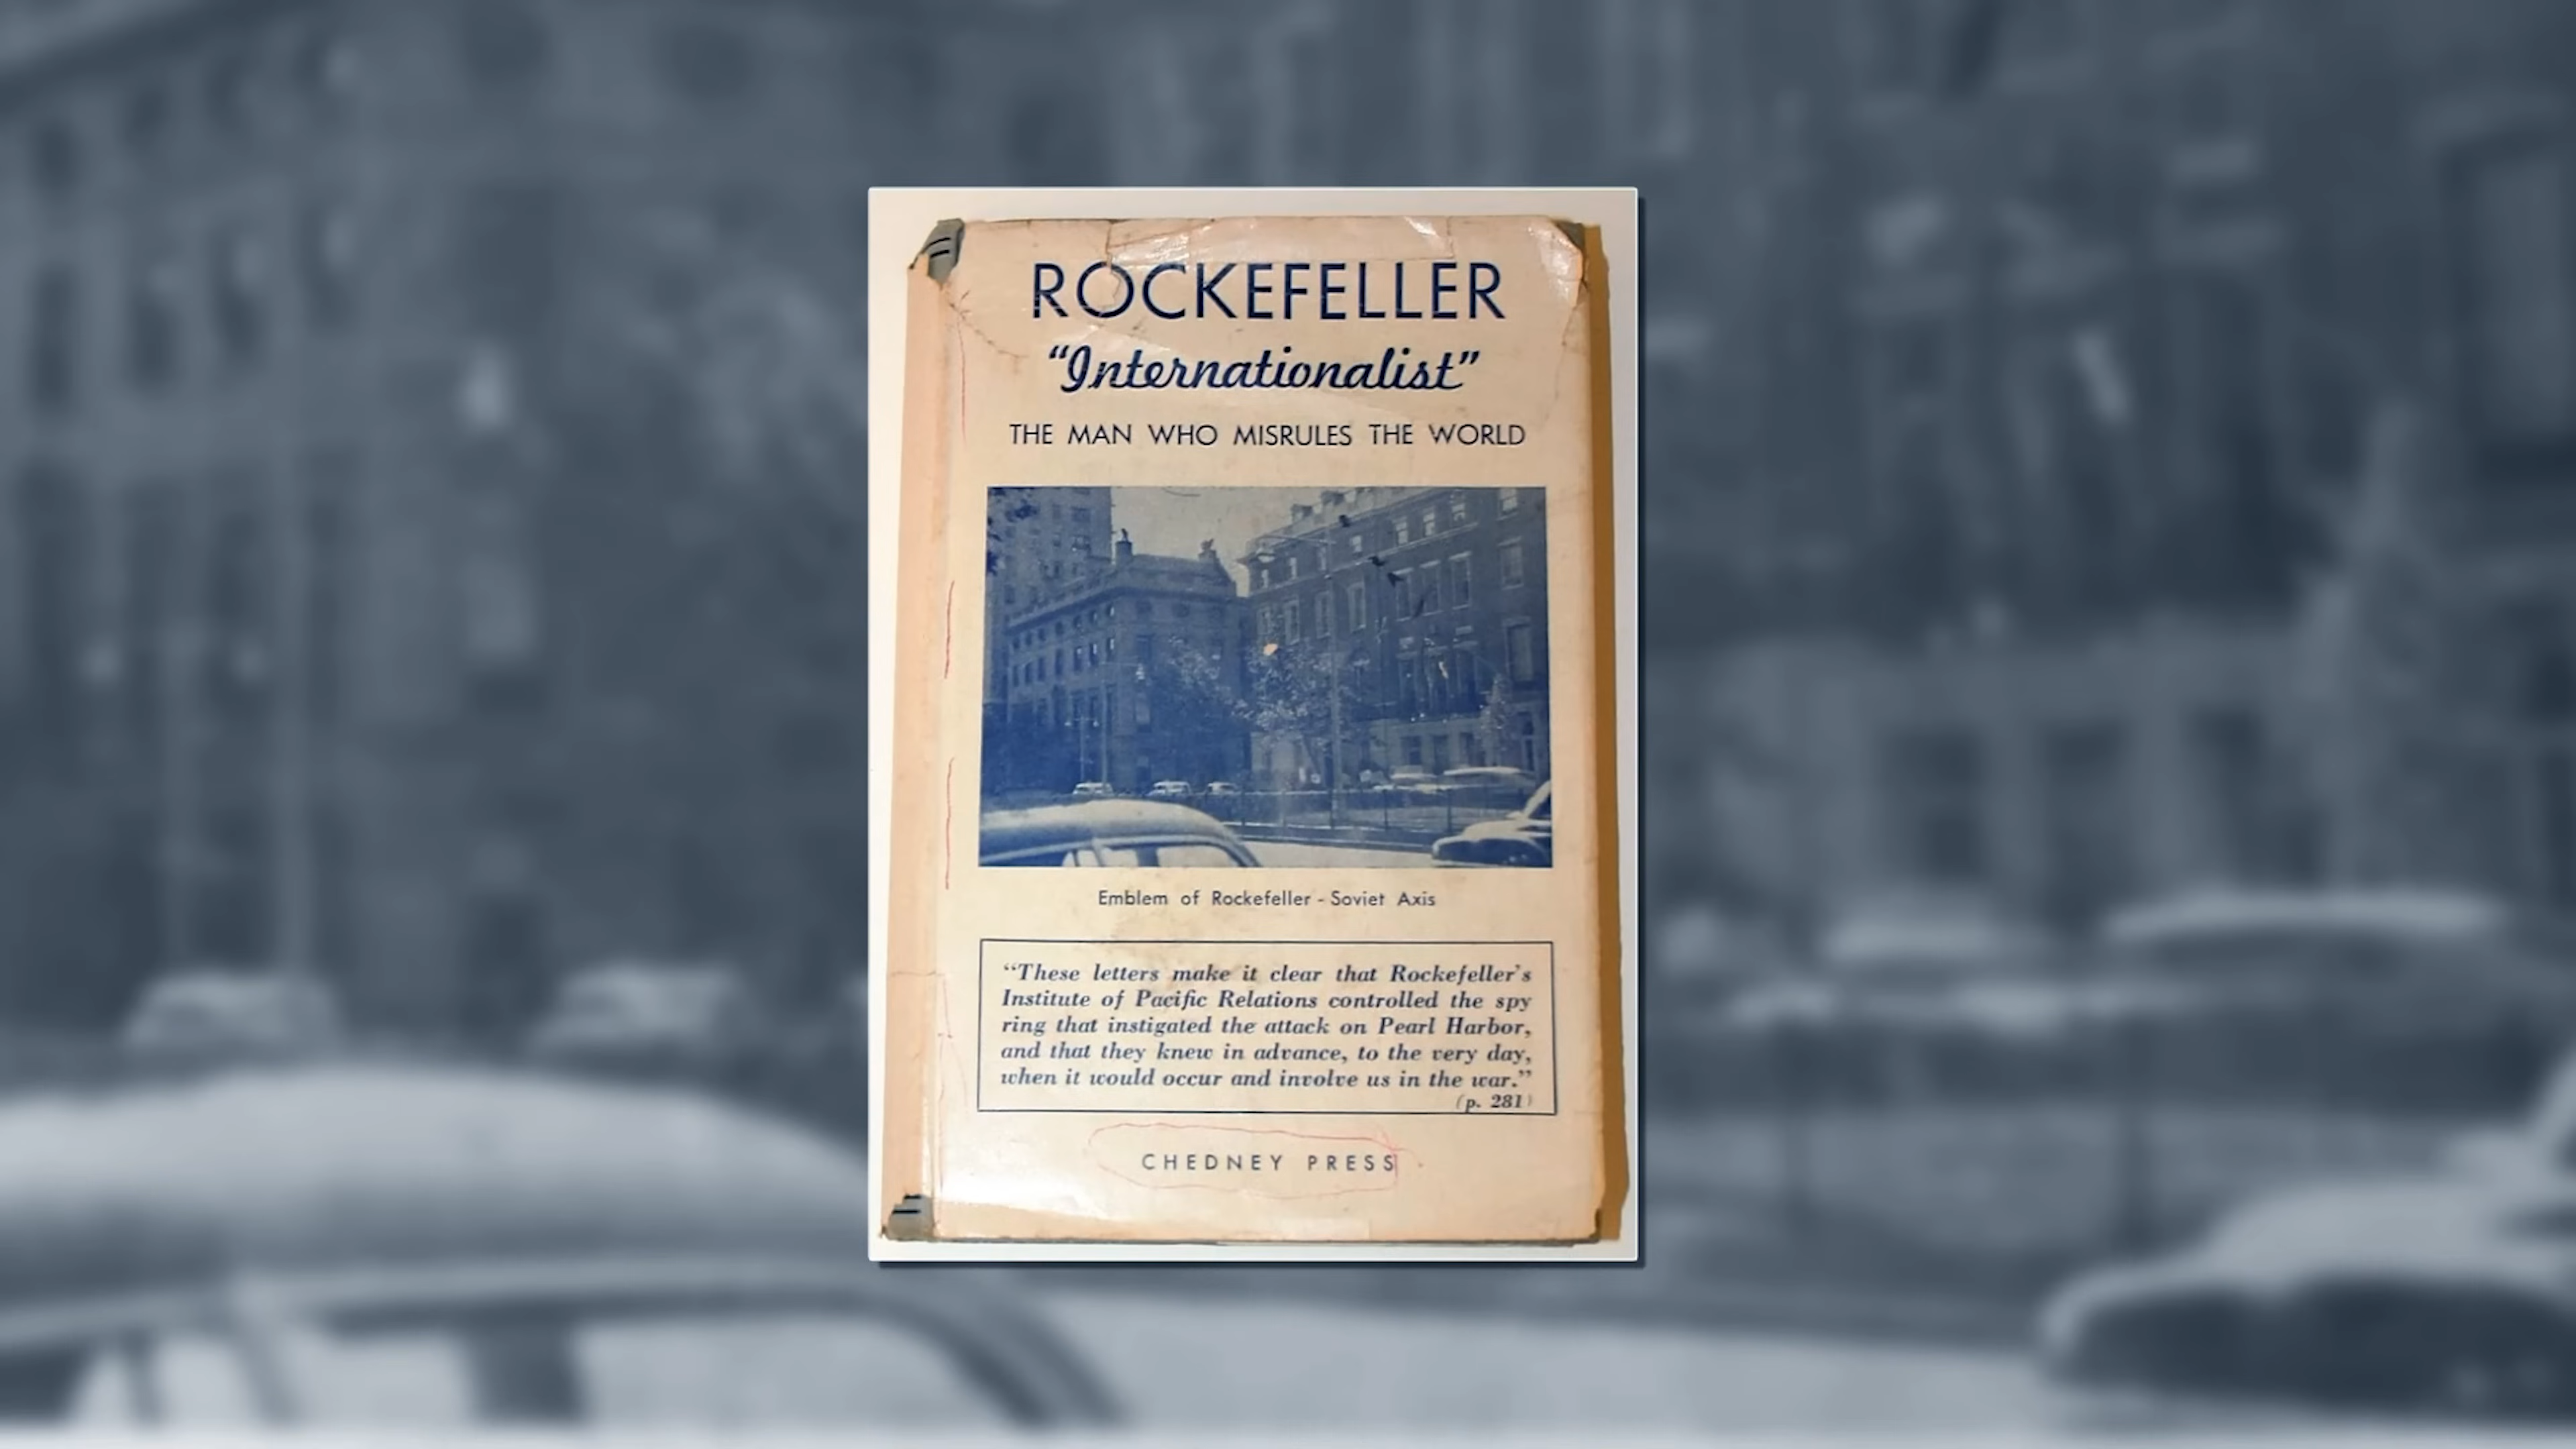 ROCKEFELLER
“Internationalist”
THE MAN WHO MISRULES THE WORLD
Emblem of Rockefeller - Soviet Axis
“These letters make it clear that Rockefeller's
Institute of Pacific Relations controlled the spy
ring that instigated the attack on Pearl Harbor,
and that they knew in advance, to the very day,
when it would occur and involve us in the war.”
(p. 281)
CHEDNEY PRESS